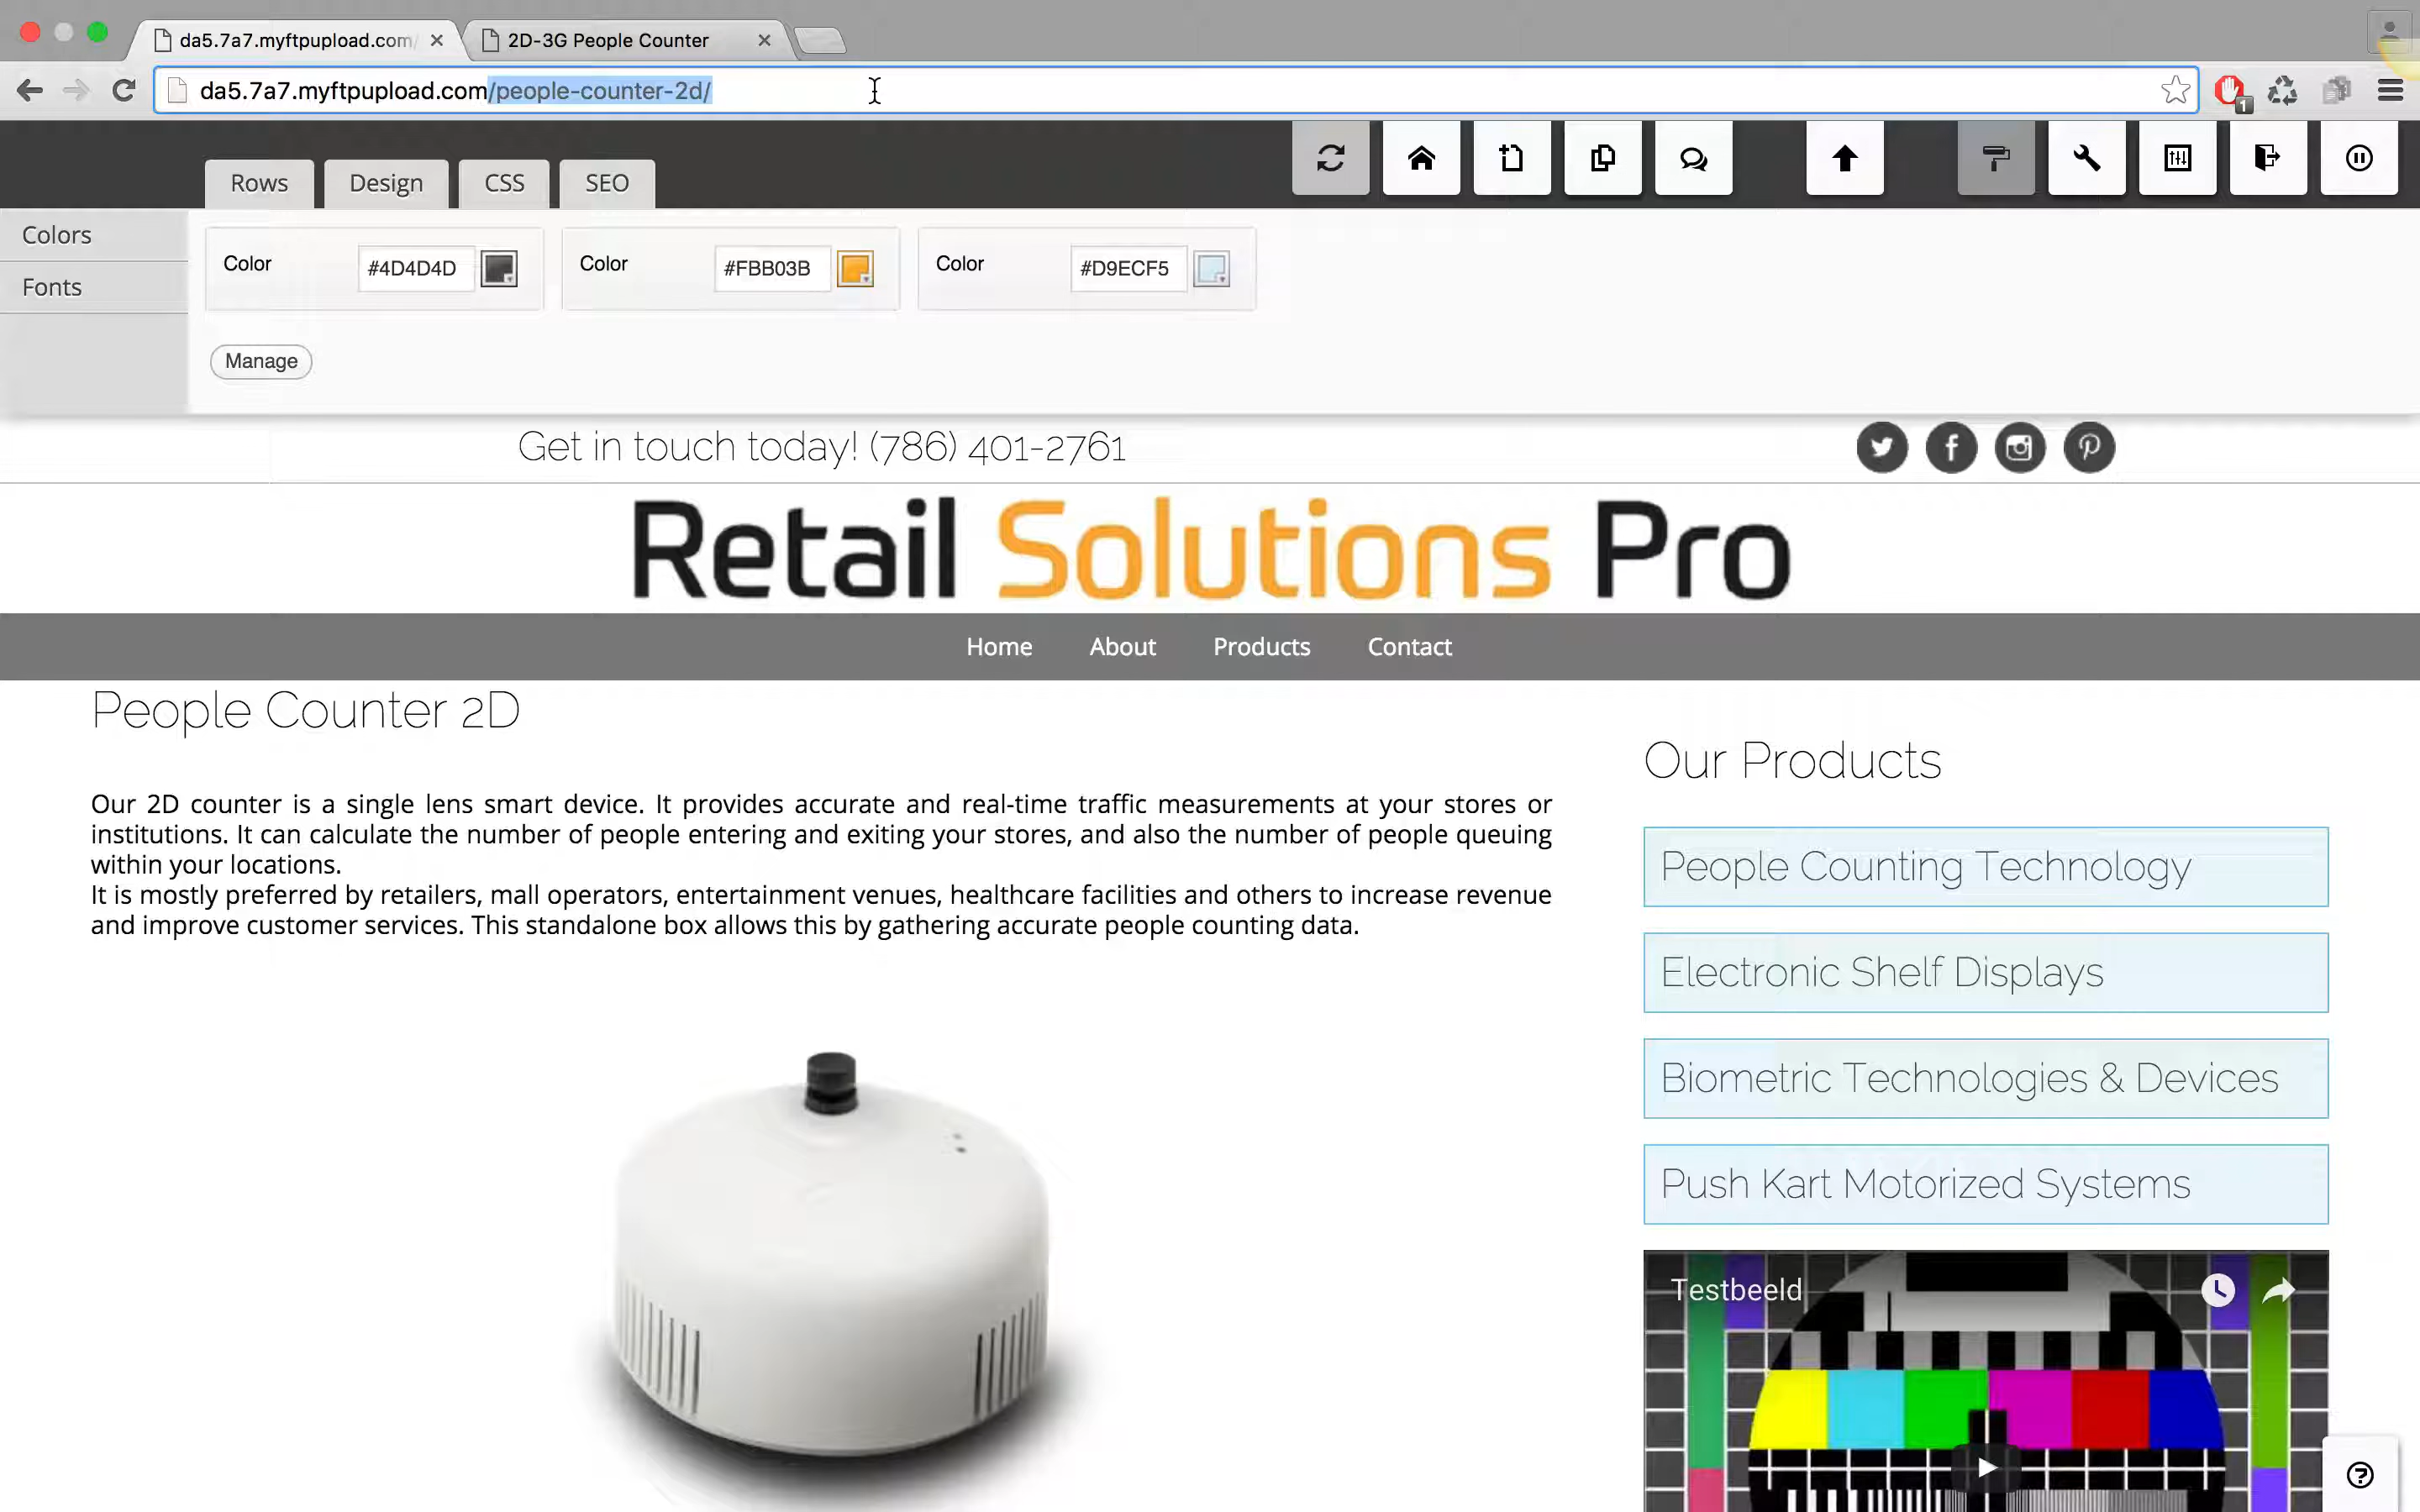 da5.7a7.myftpupload.com/
2D-3G People Counter
da5.7a7.myftpupload.com/people-counter-2d/
1
Rows
Design
CSS
SEO
Colors
Fonts
Color
#4D4D4D
Color
#FBB03B
Color
#D9ECF5
Manage
Get in touch today! (786) 401-2761
Retail Solutions Pro
Home
About
Products
Contact
People Counter 2D
Our 2D counter is a single lens smart device. It provides accurate and real-time traffic measurements at your stores or
institutions. It can calculate the number of people entering and exiting your stores, and also the number of people queuing
within your locations.
It is mostly preferred by retailers, mall operators, entertainment venues, healthcare facilities and others to increase revenue
and improve customer services. This standalone box allows this by gathering accurate people counting data.
Our Products
People Counting Technology
Electronic Shelf Displays
Biometric Technologies & Devices
Push Kart Motorized Systems
Testbeeld